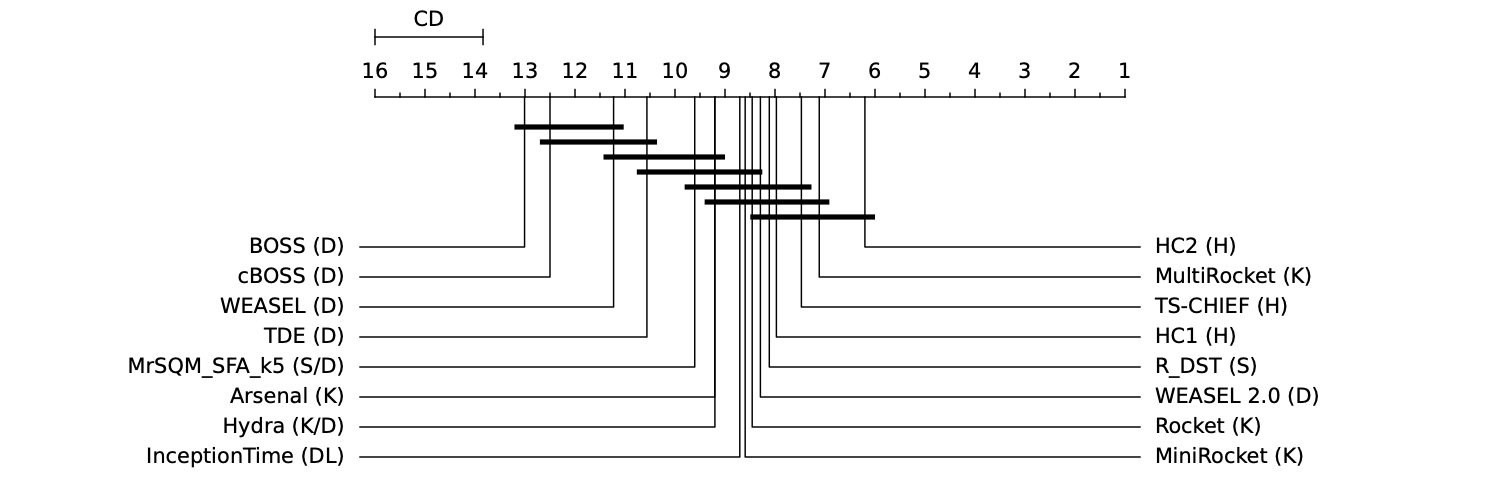 CD
16 15 14 13 12 11 10 9 8 7 6 5 4 3 2 1
BOSS (D) HC2 (H)
cBOSS (D) MultiRocket (K)
WEASEL (D) TS-CHIEF (H)
TDE (D) HC1 (H)
MrSQM_SFA_k5 (S/D) R_DST (S)
Arsenal (K) WEASEL 2.0 (D)
Hydra (K/D) Rocket (K)
InceptionTime (DL) MiniRocket (K)